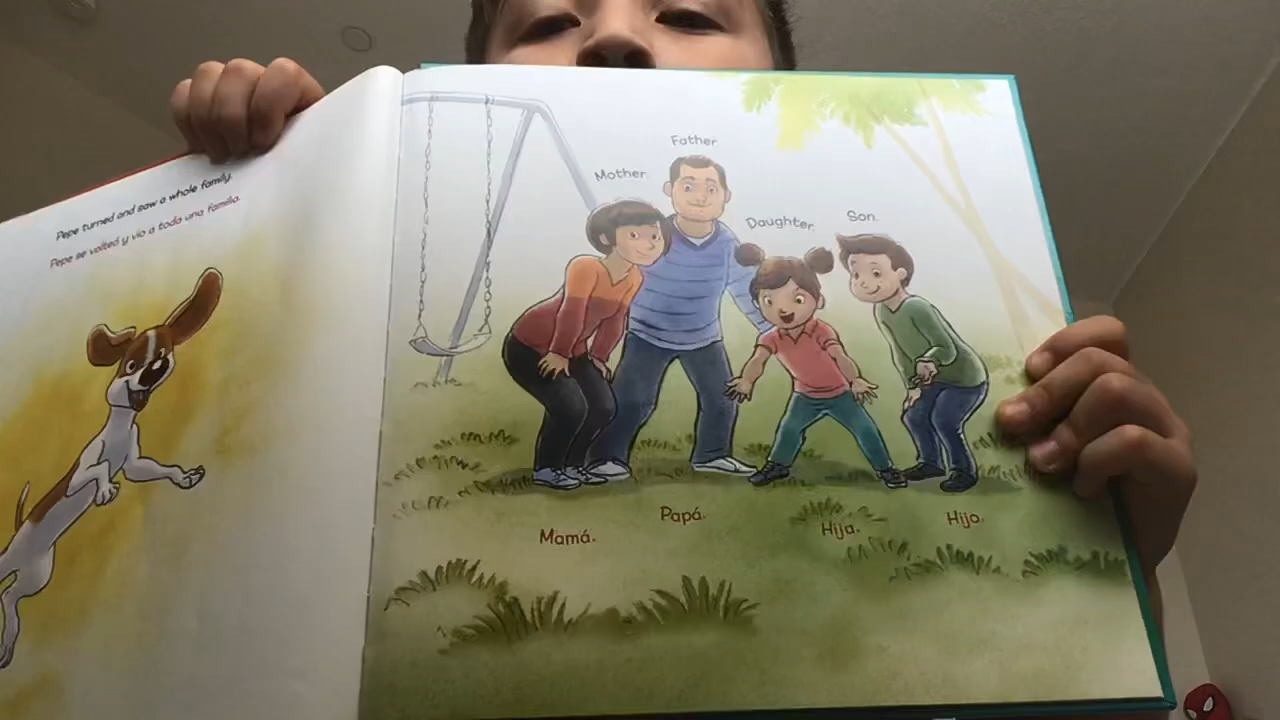 Pepe turned and saw a whole family.
Pepe se volteó y vio a toda una familia.
Father
Mother.
Daughter.
Son.
Mamá.
Papá.
Hija.
Hijo.